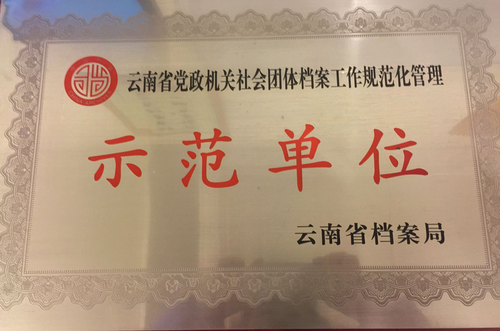 云南省党政机关社会团体档案工作规范化管理
示范单位
云南省档案局